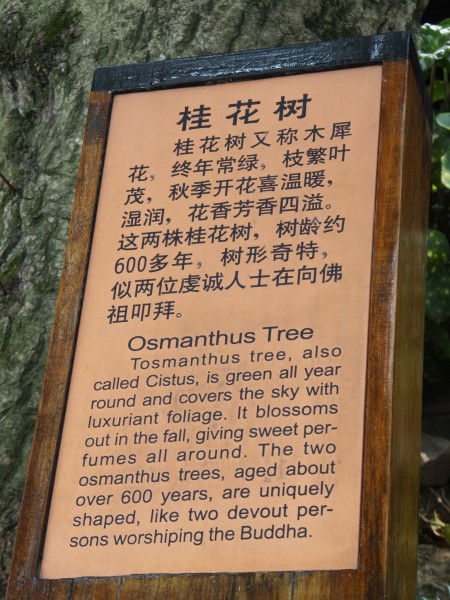 桂花树
桂花树又称木犀
花，终年常绿，枝繁叶
茂，秋季开花喜温暖，
湿润，花香芳香四溢。
这两株桂花树，树龄约
600多年，树形奇特，
似两位虔诚人士在向佛
祖叩拜。
Osmanthus Tree
Tosmanthus tree, also
called Cistus, is green all year
round and covers the sky with
luxuriant foliage. It blossoms
out in the fall, giving sweet per-
fumes all around. The two
osmanthus trees, aged about
over 600 years, are uniquely
shaped, like two devout per-
sons worshiping the Buddha.